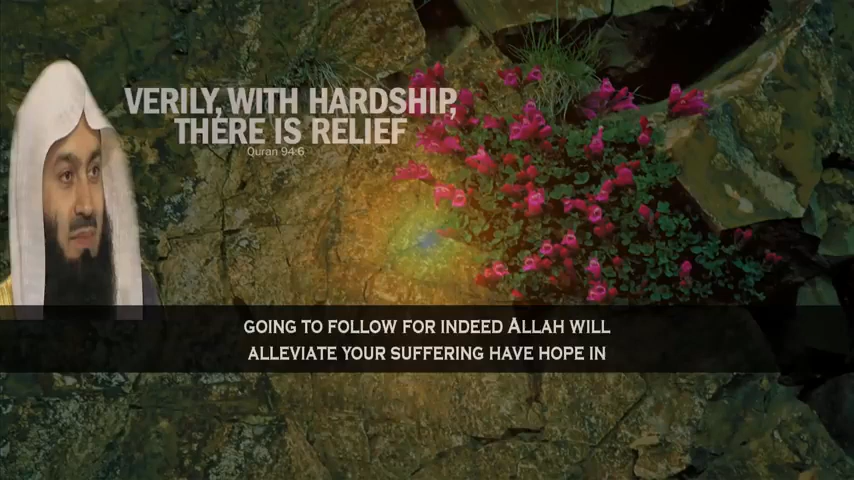 VERILY, WITH HARDSHIP,
THERE IS RELIEF
Quran 94:6
GOING TO FOLLOW FOR INDEED ALLAH WILL
ALLEVIATE YOUR SUFFERING HAVE HOPE IN